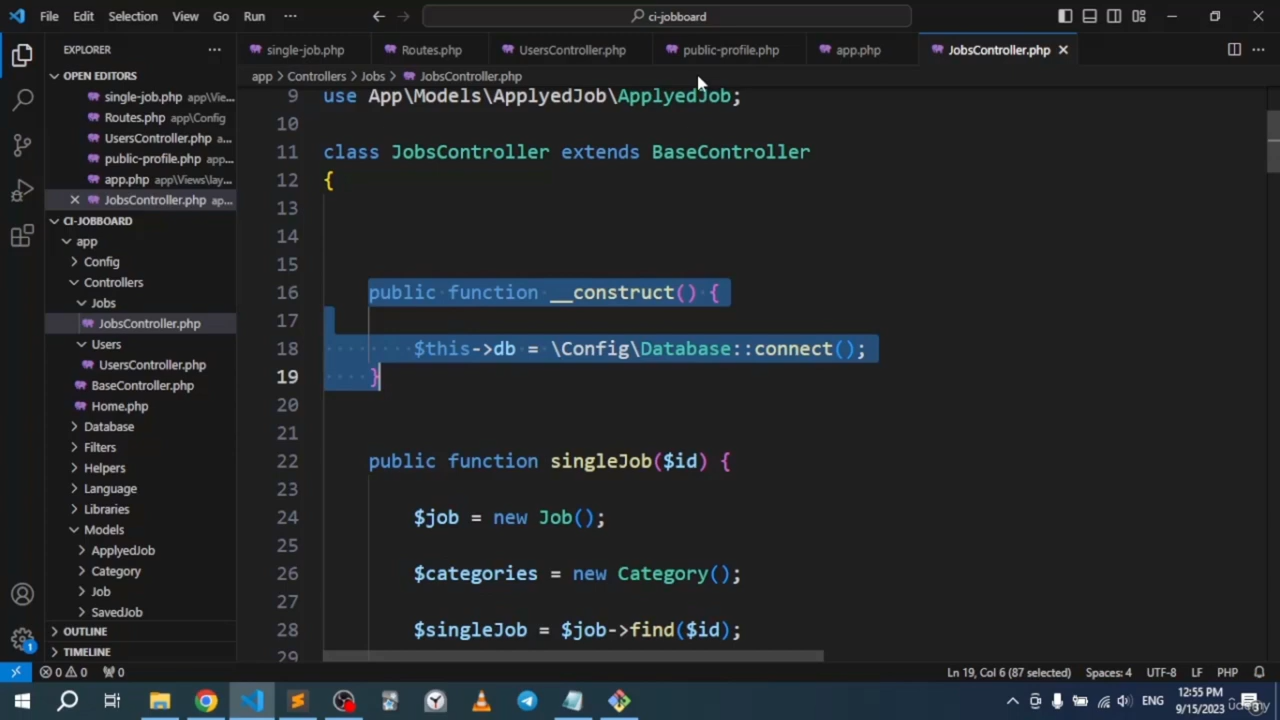 File Edit Selection View Go Run ··· ci-jobboard
EXPLORER ···
single-job.php Routes.php UsersController.php public-profile.php app.php JobsController.php
app > Controllers > Jobs > JobsController.php
OPEN EDITORS
single-job.php app\Vie...
Routes.php app\Config
UsersController.php a...
public-profile.php app...
app.php app\Views\lay...
JobsController.php ap...
CI-JOBBOARD
app
Config
Controllers
Jobs
JobsController.php
Users
UsersController.php
BaseController.php
Home.php
Database
Filters
Helpers
Language
Libraries
Models
ApplyedJob
Category
Job
SavedJob
OUTLINE
TIMELINE
9 use App\Models\ApplyedJob\ApplyedJob;
10
11 class JobsController extends BaseController
12 {
13
14
15
16 public function __construct() {
17
18 $this->db = \Config\Database::connect();
19 }
20
21
22 public function singleJob($id) {
23
24 $job = new Job();
25
26 $categories = new Category();
27
28 $singleJob = $job->find($id);
29
1
0 0 0 Ln 19, Col 6 (87 selected) Spaces: 4 UTF-8 LF PHP
ENG 12:55 PM
9/15/2023
udemy